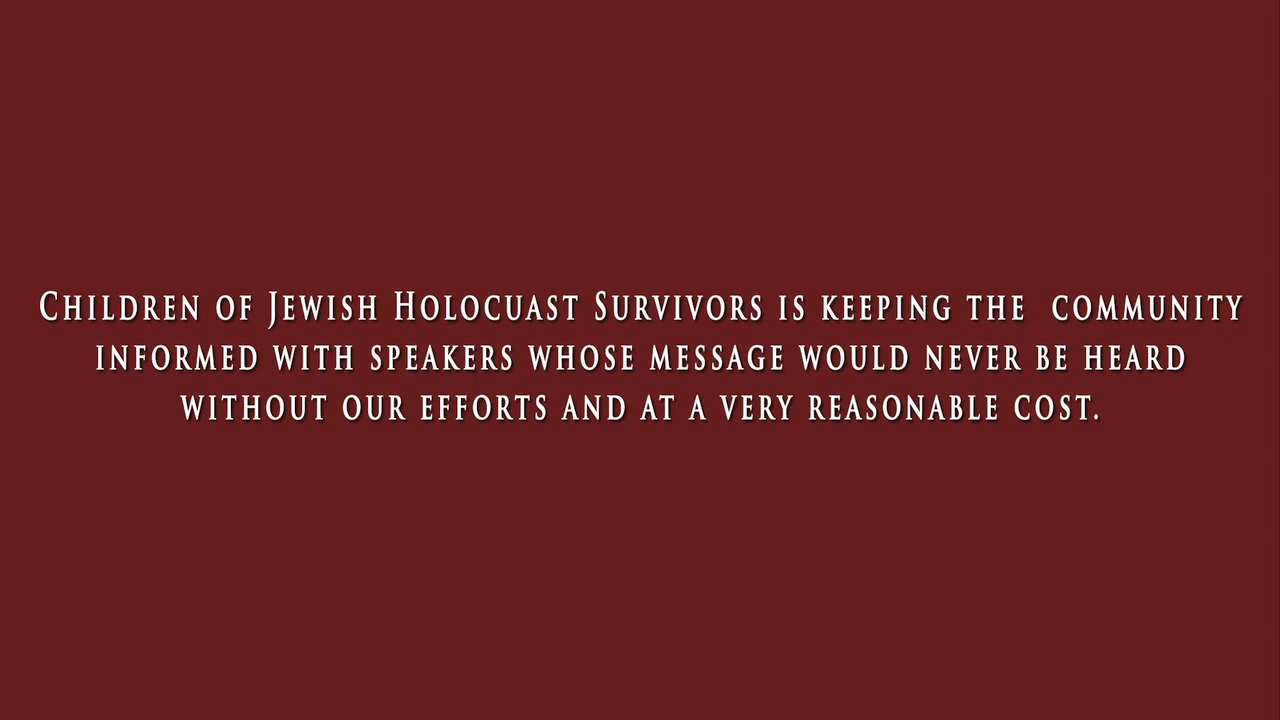 Children of Jewish Holocuast Survivors is keeping the  community
informed with speakers whose message would never be heard
without our efforts and at a very reasonable cost.